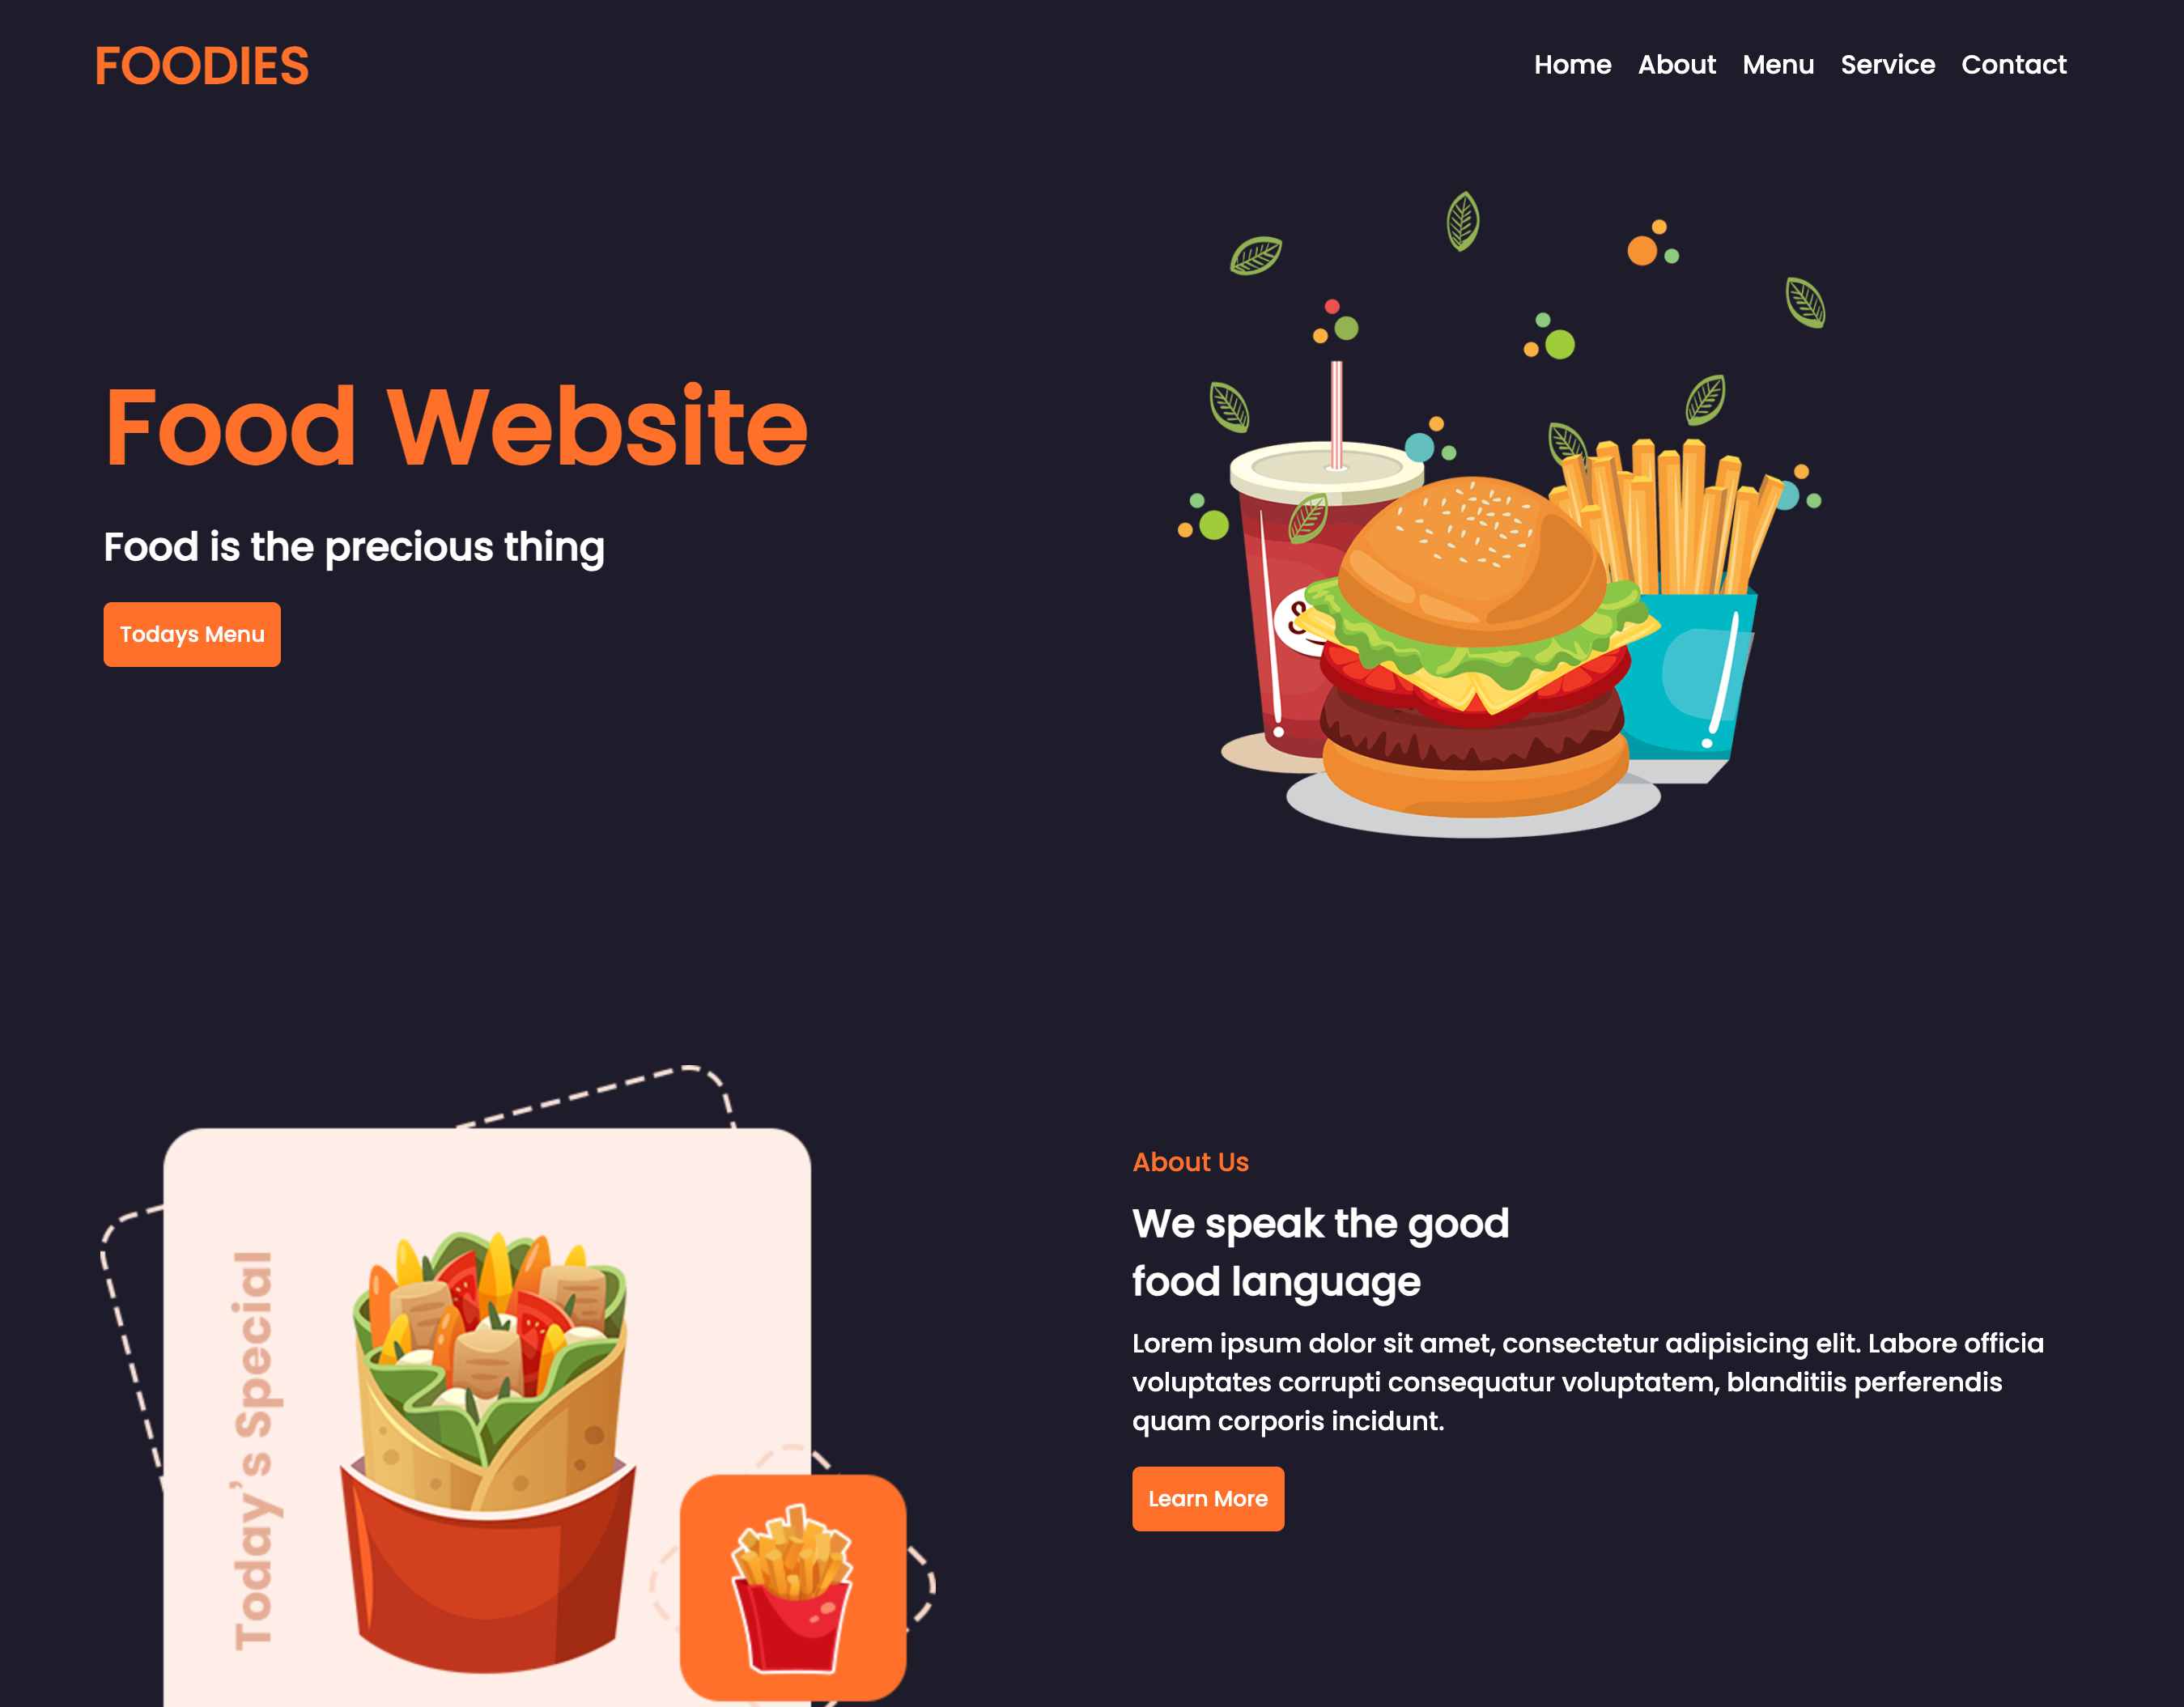 FOODIES
Home About Menu Service Contact
Food Website
Food is the precious thing
Todays Menu
Today's Special
About Us
We speak the good
food language
Lorem ipsum dolor sit amet, consectetur adipisicing elit. Labore officia
voluptates corrupti consequatur voluptatem, blanditiis perferendis
quam corporis incidunt.
Learn More